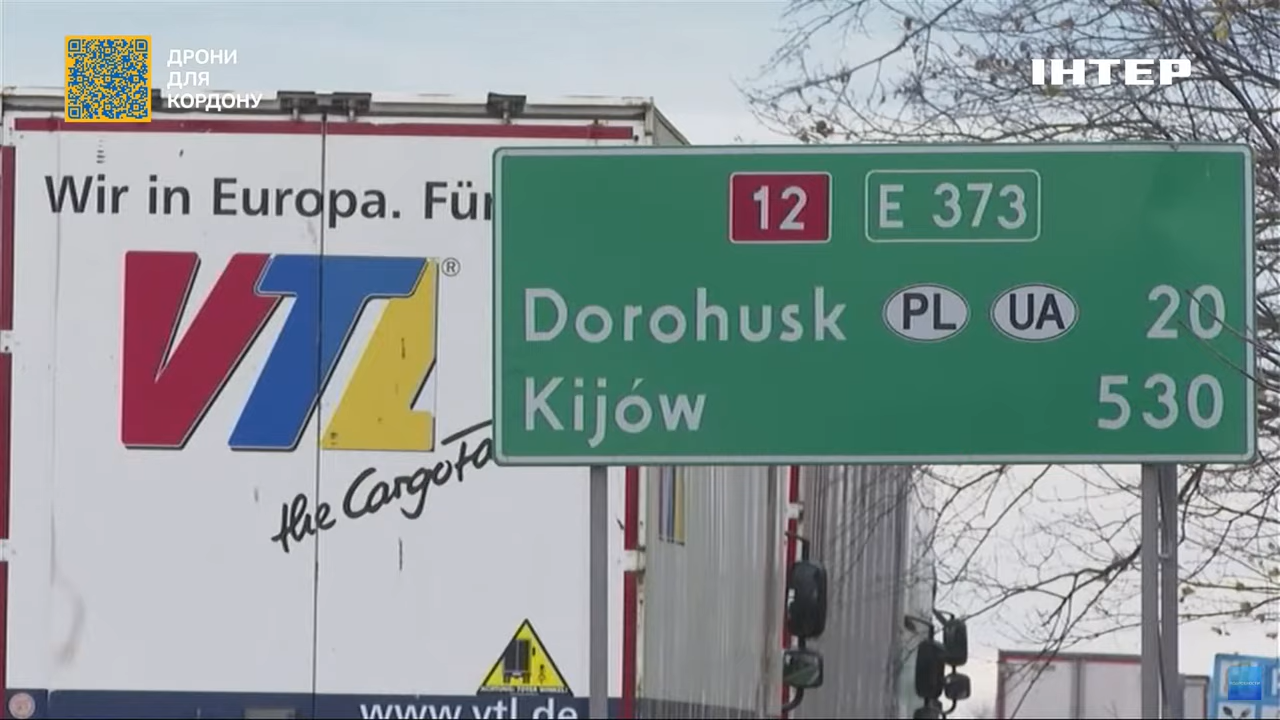 ДРОНИ
ДЛЯ
КОРДОНУ
ІНТЕР
Wir in Europa. Für
VTL®
the Cargo
12 E 373
Dorohusk PL UA 20
Kijów 530
www.vtl.de